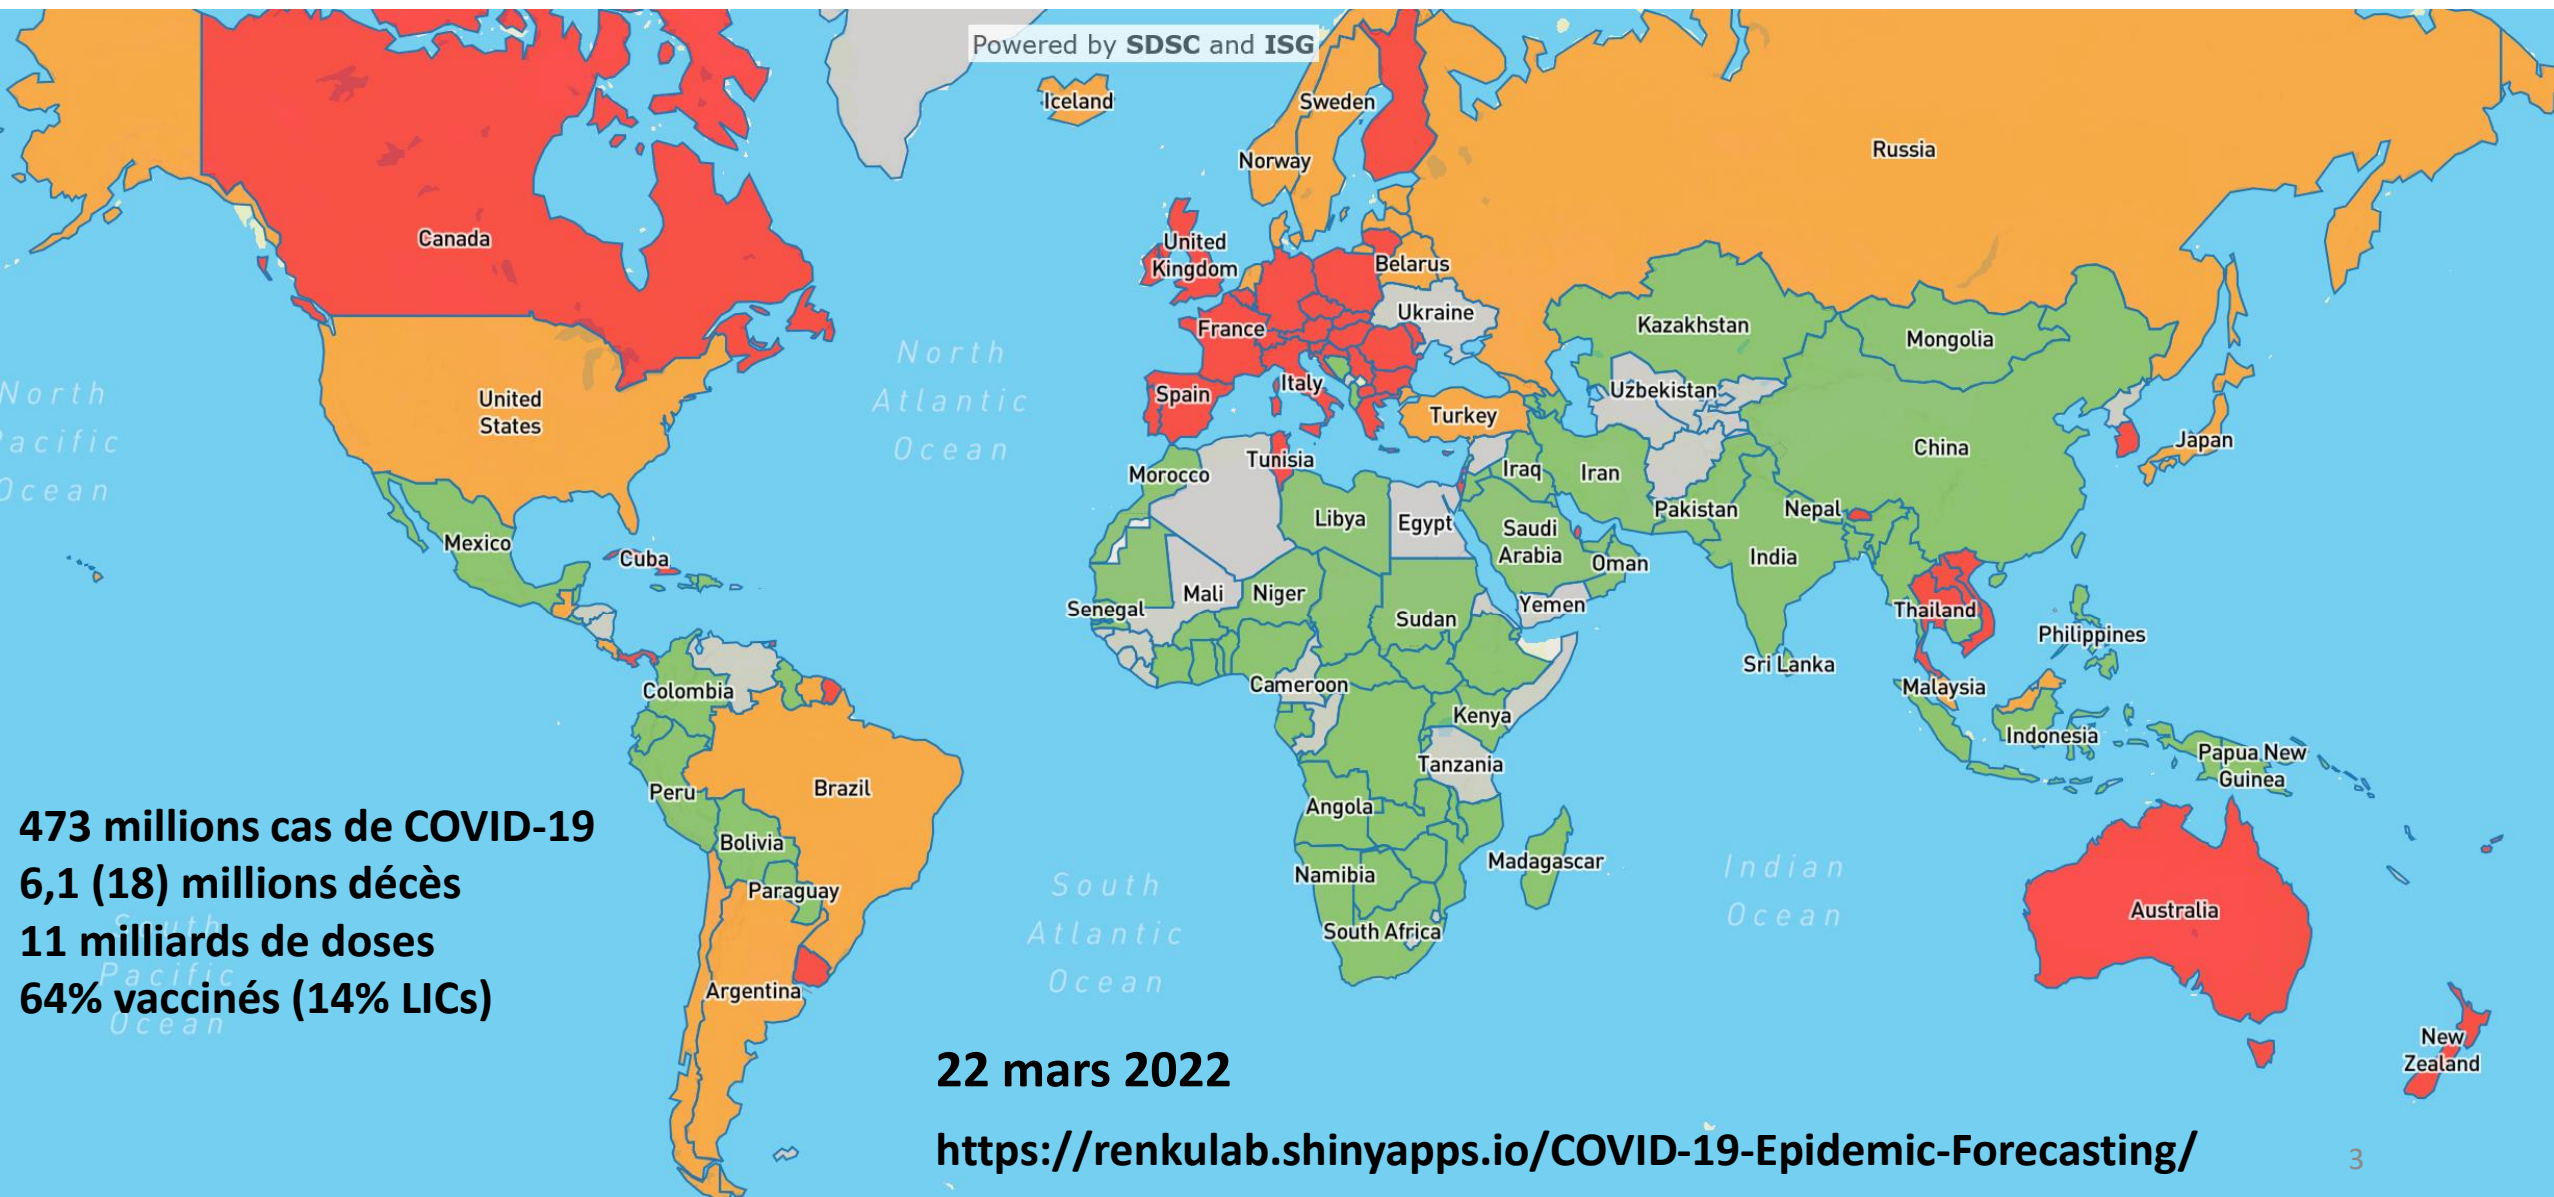 Powered by SDSC and ISG
Iceland
Sweden
Norway
Russia
Canada
United
Kingdom
Belarus
Ukraine
France
Kazakhstan
Mongolia
North
Atlantic
Ocean
North
Pacific
Ocean
United
States
Spain
Italy
Turkey
Uzbekistan
China
Japan
Morocco
Tunisia
Iraq
Iran
Pakistan
Nepal
Libya
Egypt
Saudi
Arabia
Oman
India
Mexico
Cuba
Mali
Niger
Senegal
Sudan
Yemen
Thailand
Philippines
Sri Lanka
Colombia
Cameroon
Malaysia
Kenya
Indonesia
Papua New
Guinea
Tanzania
Peru
Brazil
Angola
Bolivia
Madagascar
Namibia
Paraguay
South
Atlantic
Ocean
Indian
Ocean
South Africa
Australia
Argentina
New
Zealand
473 millions cas de COVID-19
6,1 (18) millions décès
11 milliards de doses
64% vaccinés (14% LICs)
South
Pacific
Ocean
22 mars 2022
https://renkulab.shinyapps.io/COVID-19-Epidemic-Forecasting/
3